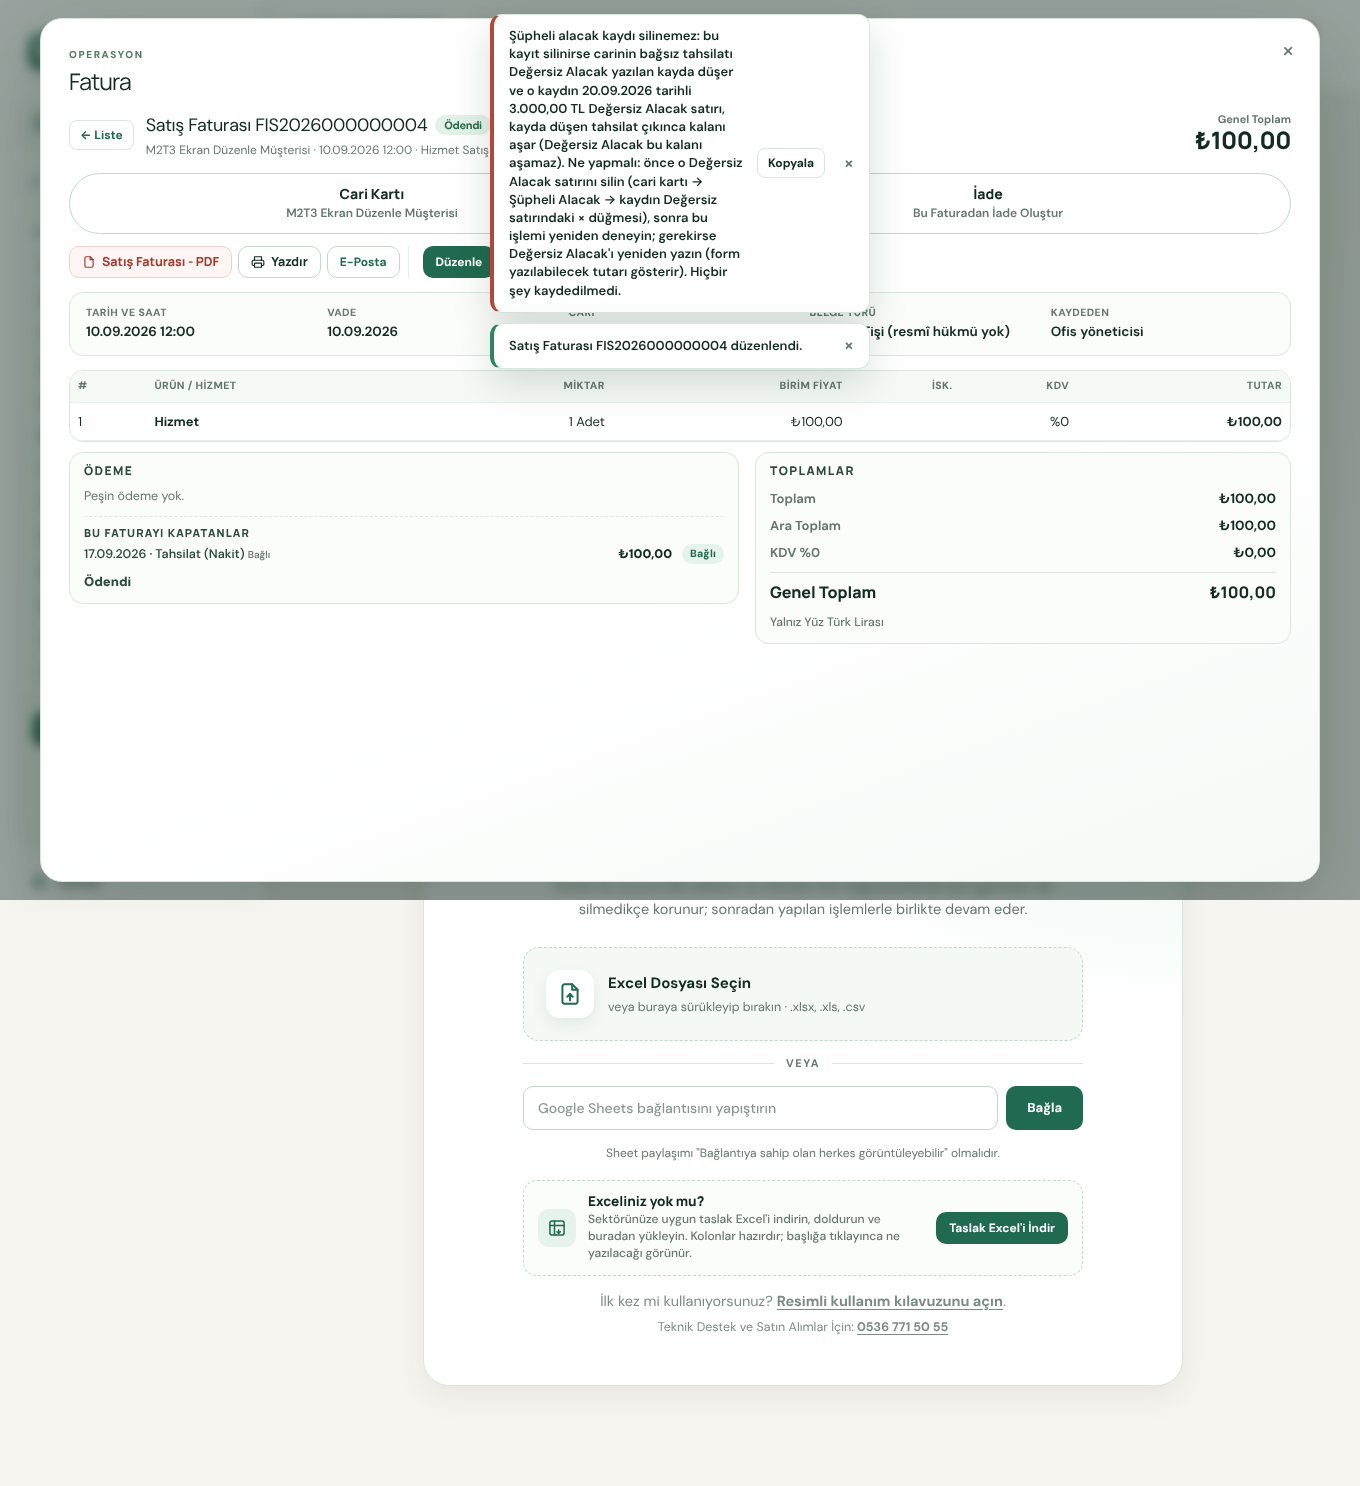 OPERASYON
Fatura
Şüpheli alacak kaydı silinemez: bu
kayıt silinirse carinin bağsız tahsilatı
Değersiz Alacak yazılan kayda düşer
ve o kaydın 20.09.2026 tarihli
3.000,00 TL Değersiz Alacak satırı,
kayda düşen tahsilat çıkınca kalanı
aşar (Değersiz Alacak bu kalanı
aşamaz). Ne yapmalı: önce o Değersiz
Alacak satırını silin (cari kartı →
Şüpheli Alacak → kaydın Değersiz
satırındaki × düğmesi), sonra bu
işlemi yeniden deneyin; gerekirse
Değersiz Alacak'ı yeniden yazın (form
yazılabilecek tutarı gösterir). Hiçbir
şey kaydedilmedi.
Kopyala
×
×
Satış Faturası FIS2026000000004 düzenlendi.
×
← Liste
Satış Faturası FIS2026000000004 Ödendi
M2T3 Ekran Düzenle Müşterisi · 10.09.2026 12:00 · Hizmet Satış
Genel Toplam
₺100,00
Cari Kartı
M2T3 Ekran Düzenle Müşterisi
İade
Bu Faturadan İade Oluştur
Satış Faturası - PDF
Yazdır
E-Posta
Düzenle
TARİH VE SAAT
10.09.2026 12:00
VADE
10.09.2026
(resmî hükmü yok)
KAYDEDEN
Ofis yöneticisi
# ÜRÜN / HİZMET MİKTAR BİRİM FİYAT İSK. KDV TUTAR
1 Hizmet 1 Adet ₺100,00 %0 ₺100,00
ÖDEME
Peşin ödeme yok.
BU FATURAYI KAPATANLAR
17.09.2026 · Tahsilat (Nakit) Bağlı ₺100,00 Bağlı
Ödendi
TOPLAMLAR
Toplam ₺100,00
Ara Toplam ₺100,00
KDV %0 ₺0,00
Genel Toplam ₺100,00
Yalnız Yüz Türk Lirası
silmedikçe korunur; sonradan yapılan işlemlerle birlikte devam eder.
Excel Dosyası Seçin
veya buraya sürükleyip bırakın · .xlsx, .xls, .csv
VEYA
Google Sheets bağlantısını yapıştırın
Bağla
Sheet paylaşımı "Bağlantıya sahip olan herkes görüntüleyebilir" olmalıdır.
Exceliniz yok mu?
Sektörünüze uygun taslak Excel'i indirin, doldurun ve
buradan yükleyin. Kolonlar hazırdır; başlığa tıklayınca ne
yazılacağı görünür.
Taslak Excel'i İndir
İlk kez mi kullanıyorsunuz? Resimli kullanım kılavuzunu açın.
Teknik Destek ve Satın Alımlar İçin: 0536 771 50 55